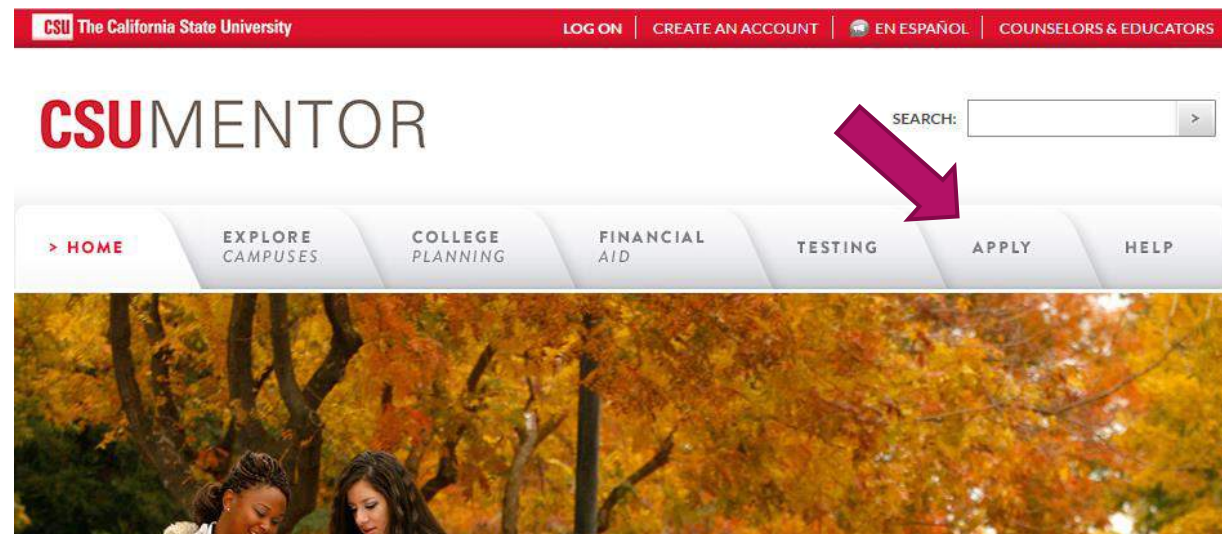 CSU The California State University
LOG ON CREATE AN ACCOUNT EN ESPAÑOL COUNSELORS & EDUCATORS
CSUMENTOR
SEARCH: >
> HOME
EXPLORE
CAMPUSES
COLLEGE
PLANNING
FINANCIAL
AID
TESTING
APPLY
HELP